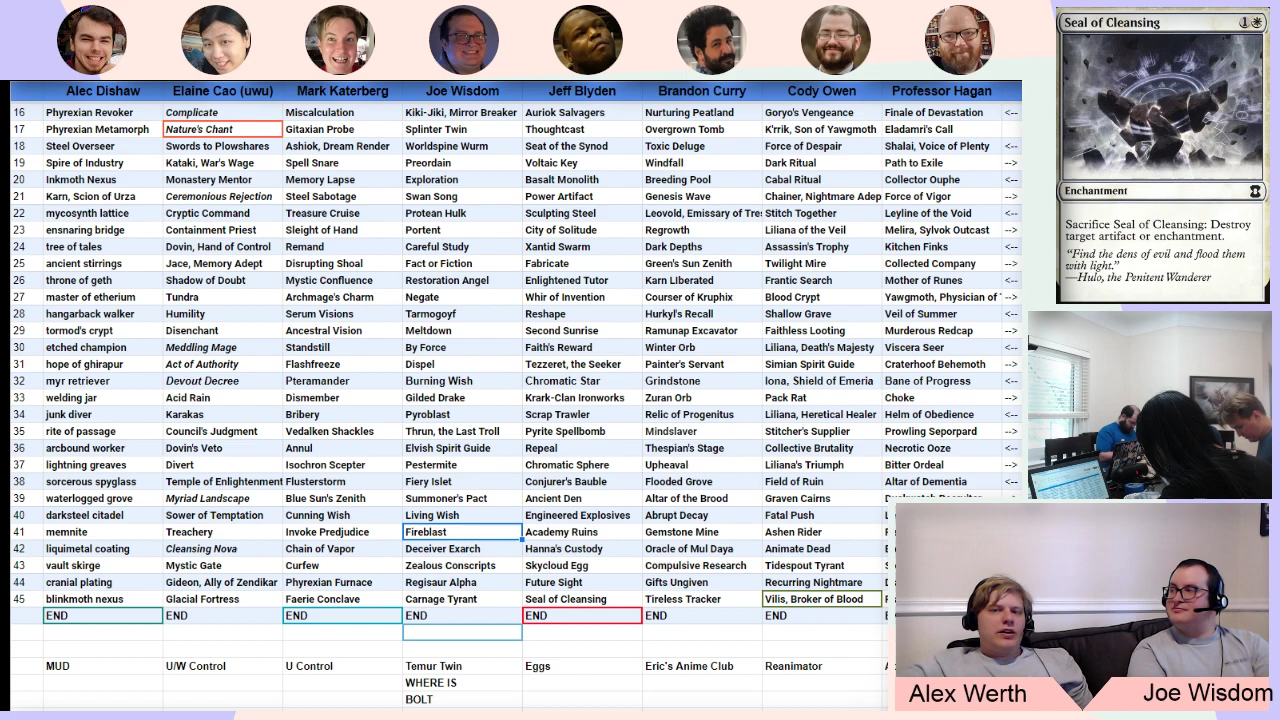 Alec Dishaw Elaine Cao (uwu) Mark Katerberg Joe Wisdom Jeff Blyden Brandon Curry Cody Owen Professor Hagan
16 Phyrexian Revoker Complicate Miscalculation Kiki-Jiki, Mirror Breaker Auriok Salvagers Nurturing Peatland Goryo's Vengeance Finale of Devastation <--
17 Phyrexian Metamorph Nature's Chant Gitaxian Probe Splinter Twin Thoughtcast Overgrown Tomb K'rrik, Son of Yawgmoth Eladamri's Call
18 Steel Overseer Swords to Plowshares Ashiok, Dream Render Worldspine Wurm Seat of the Synod Toxic Deluge Force of Despair Shalai, Voice of Plenty <--
19 Spire of Industry Kataki, War's Wage Spell Snare Preordain Voltaic Key Windfall Dark Ritual Path to Exile -->
20 Inkmoth Nexus Monastery Mentor Memory Lapse Exploration Basalt Monolith Breeding Pool Cabal Ritual Collector Ouphe <--
21 Karn, Scion of Urza Ceremonious Rejection Steel Sabotage Swan Song Power Artifact Genesis Wave Chainer, Nightmare Adep Force of Vigor -->
22 mycosynth lattice Cryptic Command Treasure Cruise Protean Hulk Sculpting Steel Leovold, Emissary of Tres Stitch Together Leyline of the Void <--
23 ensnaring bridge Containment Priest Sleight of Hand Portent City of Solitude Regrowth Liliana of the Veil Melira, Sylvok Outcast -->
24 tree of tales Dovin, Hand of Control Remand Careful Study Xantid Swarm Dark Depths Assassin's Trophy Kitchen Finks <--
25 ancient stirrings Jace, Memory Adept Disrupting Shoal Fact or Fiction Fabricate Green's Sun Zenith Twilight Mire Collected Company -->
26 throne of geth Shadow of Doubt Mystic Confluence Restoration Angel Enlightened Tutor Karn LIberated Frantic Search Mother of Runes <--
27 master of etherium Tundra Archmage's Charm Negate Whir of Invention Courser of Kruphix Blood Crypt Yawgmoth, Physician of -->
28 hangarback walker Humility Serum Visions Tarmogoyf Reshape Hurkyl's Recall Shallow Grave Veil of Summer <--
29 tormod's crypt Disenchant Ancestral Vision Meltdown Second Sunrise Ramunap Excavator Faithless Looting Murderous Redcap -->
30 etched champion Meddling Mage Standstill By Force Faith's Reward Winter Orb Liliana, Death's Majesty Viscera Seer <--
31 hope of ghirapur Act of Authority Flashfreeze Dispel Tezzeret, the Seeker Painter's Servant Simian Spirit Guide Craterhoof Behemoth -->
32 myr retriever Devout Decree Pteramander Burning Wish Chromatic Star Grindstone Iona, Shield of Emeria Bane of Progress <--
33 welding jar Acid Rain Dismember Gilded Drake Krark-Clan Ironworks Zuran Orb Pack Rat Choke -->
34 junk diver Karakas Bribery Pyroblast Scrap Trawler Relic of Progenitus Liliana, Heretical Healer Helm of Obedience <--
35 rite of passage Council's Judgment Vedalken Shackles Thrun, the Last Troll Pyrite Spellbomb Mindslaver Stitcher's Supplier Prowling Seporpard -->
36 arcbound worker Dovin's Veto Annul Elvish Spirit Guide Repeal Thespian's Stage Collective Brutality Necrotic Ooze <--
37 lightning greaves Divert Isochron Scepter Pestermite Chromatic Sphere Upheaval Liliana's Triumph Bitter Ordeal -->
38 sorcerous spyglass Temple of Enlightenment Flusterstorm Fiery Islet Conjurer's Bauble Flooded Grove Field of Ruin Altar of Dementia <--
39 waterlogged grove Myriad Landscape Blue Sun's Zenith Summoner's Pact Ancient Den Altar of the Brood Graven Cairns
40 darksteel citadel Sower of Temptation Cunning Wish Living Wish Engineered Explosives Abrupt Decay Fatal Push
41 memnite Treachery Invoke Predjudice Fireblast Academy Ruins Gemstone Mine Ashen Rider
42 liquimetal coating Cleansing Nova Chain of Vapor Deceiver Exarch Hanna's Custody Oracle of Mul Daya Animate Dead
43 vault skirge Mystic Gate Curfew Zealous Conscripts Skycloud Egg Compulsive Research Tidespout Tyrant
44 cranial plating Gideon, Ally of Zendikar Phyrexian Furnace Regisaur Alpha Future Sight Gifts Ungiven Recurring Nightmare
45 blinkmoth nexus Glacial Fortress Faerie Conclave Carnage Tyrant Seal of Cleansing Tireless Tracker Vilis, Broker of Blood
END END END END END END
MUD U/W Control U Control Temur Twin Eggs Eric's Anime Club Reanimator
WHERE IS
BOLT
Seal of Cleansing 1
Enchantment
Sacrifice Seal of Cleansing: Destroy
target artifact or enchantment.
"Find the dens of evil and flood them
with light."
—Hulo, the Penitent Wanderer
Alex Werth Joe Wisdom